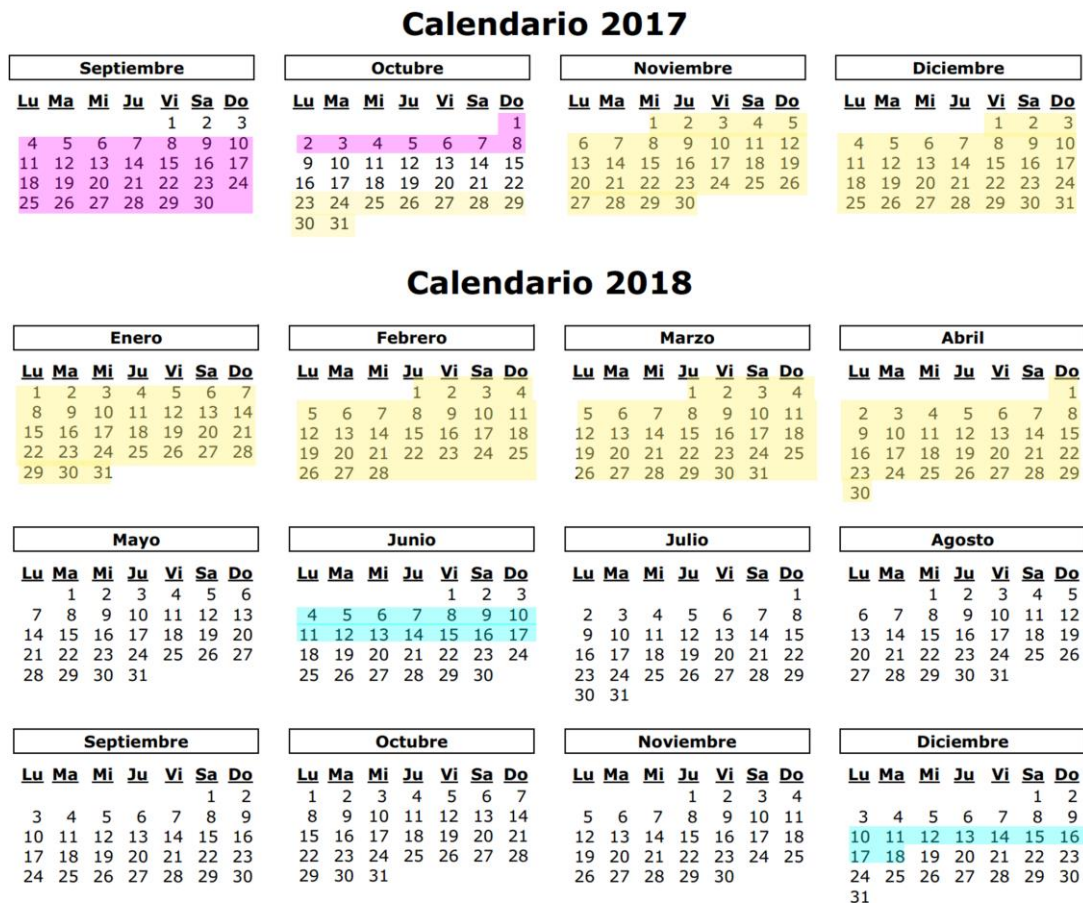 Calendario 2017
Septiembre Octubre Noviembre Diciembre
Lu Ma Mi Ju Vi Sa Do Lu Ma Mi Ju Vi Sa Do Lu Ma Mi Ju Vi Sa Do Lu Ma Mi Ju Vi Sa Do
1 2 3 1 1 2 3 4 5 1 2 3
4 5 6 7 8 9 10 2 3 4 5 6 7 8 6 7 8 9 10 11 12 4 5 6 7 8 9 10
11 12 13 14 15 16 17 9 10 11 12 13 14 15 13 14 15 16 17 18 19 11 12 13 14 15 16 17
18 19 20 21 22 23 24 16 17 18 19 20 21 22 20 21 22 23 24 25 26 18 19 20 21 22 23 24
25 26 27 28 29 30 23 24 25 26 27 28 29 27 28 29 30 25 26 27 28 29 30 31
30 31
Calendario 2018
Enero Febrero Marzo Abril
Lu Ma Mi Ju Vi Sa Do Lu Ma Mi Ju Vi Sa Do Lu Ma Mi Ju Vi Sa Do Lu Ma Mi Ju Vi Sa Do
1 2 3 4 5 6 7 1 2 3 4 1 2 3 4 1
8 9 10 11 12 13 14 5 6 7 8 9 10 11 5 6 7 8 9 10 11 2 3 4 5 6 7 8
15 16 17 18 19 20 21 12 13 14 15 16 17 18 12 13 14 15 16 17 18 9 10 11 12 13 14 15
22 23 24 25 26 27 28 19 20 21 22 23 24 25 19 20 21 22 23 24 25 16 17 18 19 20 21 22
29 30 31 26 27 28 26 27 28 29 30 31 23 24 25 26 27 28 29
30
Mayo Junio Julio Agosto
Lu Ma Mi Ju Vi Sa Do Lu Ma Mi Ju Vi Sa Do Lu Ma Mi Ju Vi Sa Do Lu Ma Mi Ju Vi Sa Do
1 2 3 4 5 6 1 2 3 1 1 2 3 4 5
7 8 9 10 11 12 13 4 5 6 7 8 9 10 2 3 4 5 6 7 8 6 7 8 9 10 11 12
14 15 16 17 18 19 20 11 12 13 14 15 16 17 9 10 11 12 13 14 15 13 14 15 16 17 18 19
21 22 23 24 25 26 27 18 19 20 21 22 23 24 16 17 18 19 20 21 22 20 21 22 23 24 25 26
28 29 30 31 25 26 27 28 29 30 23 24 25 26 27 28 29 27 28 29 30 31
30 31
Septiembre Octubre Noviembre Diciembre
Lu Ma Mi Ju Vi Sa Do Lu Ma Mi Ju Vi Sa Do Lu Ma Mi Ju Vi Sa Do Lu Ma Mi Ju Vi Sa Do
1 2 1 2 3 4 5 6 7 1 2 3 4 1 2
3 4 5 6 7 8 9 8 9 10 11 12 13 14 5 6 7 8 9 10 11 3 4 5 6 7 8 9
10 11 12 13 14 15 16 15 16 17 18 19 20 21 12 13 14 15 16 17 18 10 11 12 13 14 15 16
17 18 19 20 21 22 23 22 23 24 25 26 27 28 19 20 21 22 23 24 25 17 18 19 20 21 22 23
24 25 26 27 28 29 30 29 30 31 26 27 28 29 30 24 25 26 27 28 29 30
31